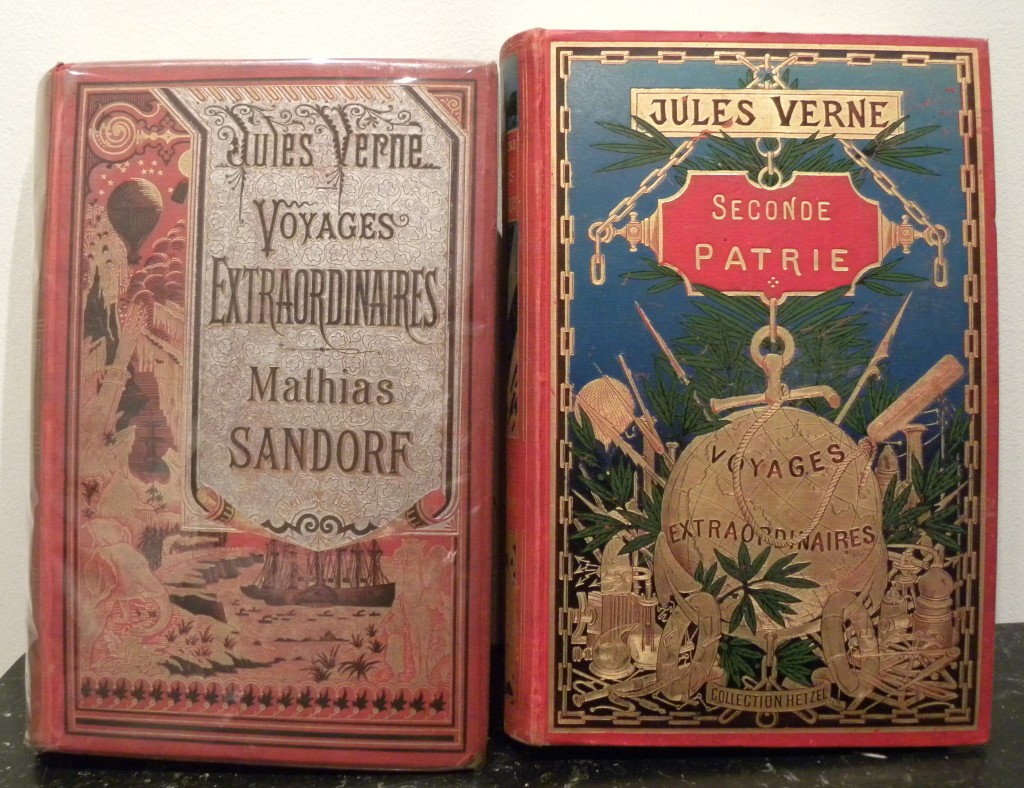 Jules Verne
VOYAGES
EXTRAORDINAIRES
Mathias
SANDORF
JULES VERNE
SECONDE
PATRIE
VOYAGES
EXTRAORDINAIRES
COLLECTION HETZEL